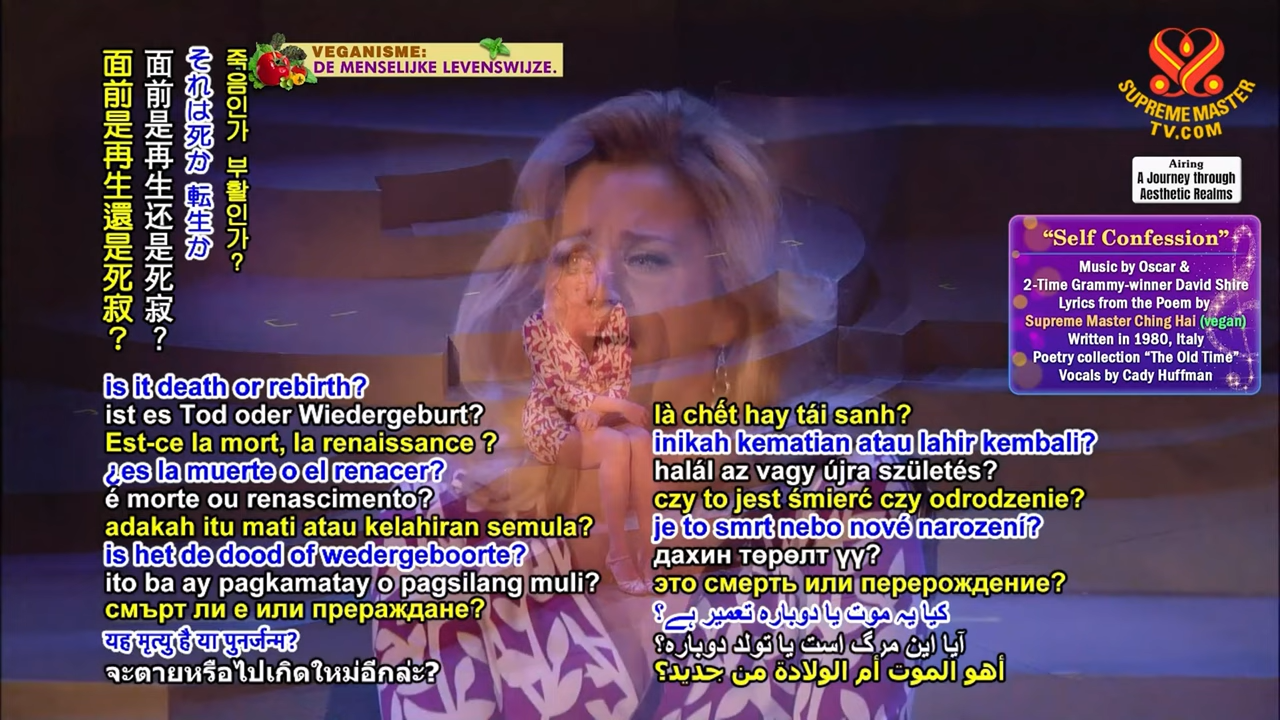 VEGANISME:
DE MENSELIJKE LEVENSWIJZE.
SUPREME MASTER
TV.COM
Airing
A Journey through
Aesthetic Realms
“Self Confession”
Music by Oscar &
2-Time Grammy-winner David Shire
Lyrics from the Poem by
Supreme Master Ching Hai (vegan)
Written in 1980, Italy
Poetry collection “The Old Time”
Vocals by Cady Huffman
죽음인가 부활인가?
それは死か 転生か
面前是再生还是死寂?
面前是再生還是死寂?
is it death or rebirth?
ist es Tod oder Wiedergeburt?
Est-ce la mort, la renaissance ?
¿es la muerte o el renacer?
é morte ou renascimento?
adakah itu mati atau kelahiran semula?
is het de dood of wedergeboorte?
ito ba ay pagkamatay o pagsilang muli?
смърт ли е или прераждане?
यह मृत्यु है या पुनर्जन्म?
จะตายหรือไปเกิดใหม่อีกล่ะ?
là chết hay tái sanh?
inikah kematian atau lahir kembali?
halál az vagy újra születés?
czy to jest śmierć czy odrodzenie?
je to smrt nebo nové narození?
дахин төрөлт үү?
это смерть или перерождение?
کیا یہ موت یا دوبارہ تعمیر ہے؟
آیا این مرگ است یا تولد دوباره؟
أهو الموت أم الولادة من جديد؟